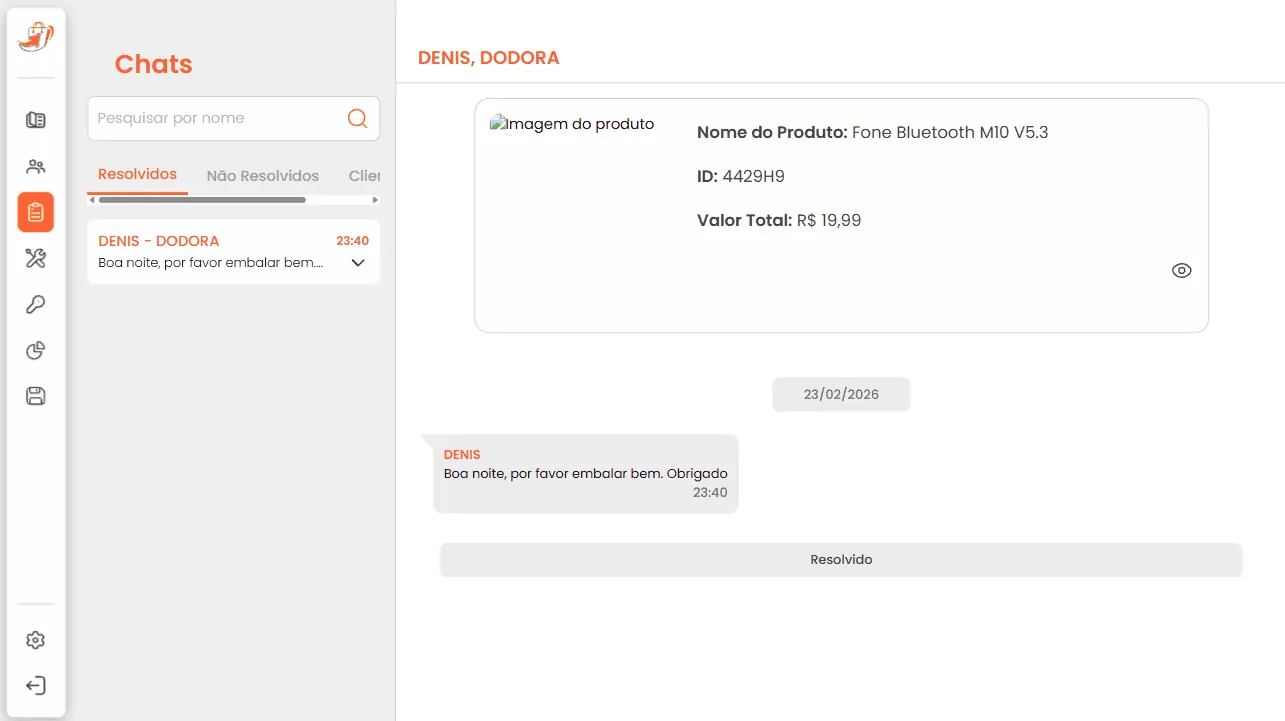 Chats
Pesquisar por nome
Resolvidos
Não Resolvidos
Clier
DENIS - DODORA
23:40
Boa noite, por favor embalar bem....
DENIS, DODORA
Imagem do produto
Nome do Produto: Fone Bluetooth M10 V5.3
ID: 4429H9
Valor Total: R$ 19,99
23/02/2026
DENIS
Boa noite, por favor embalar bem. Obrigado
23:40
Resolvido